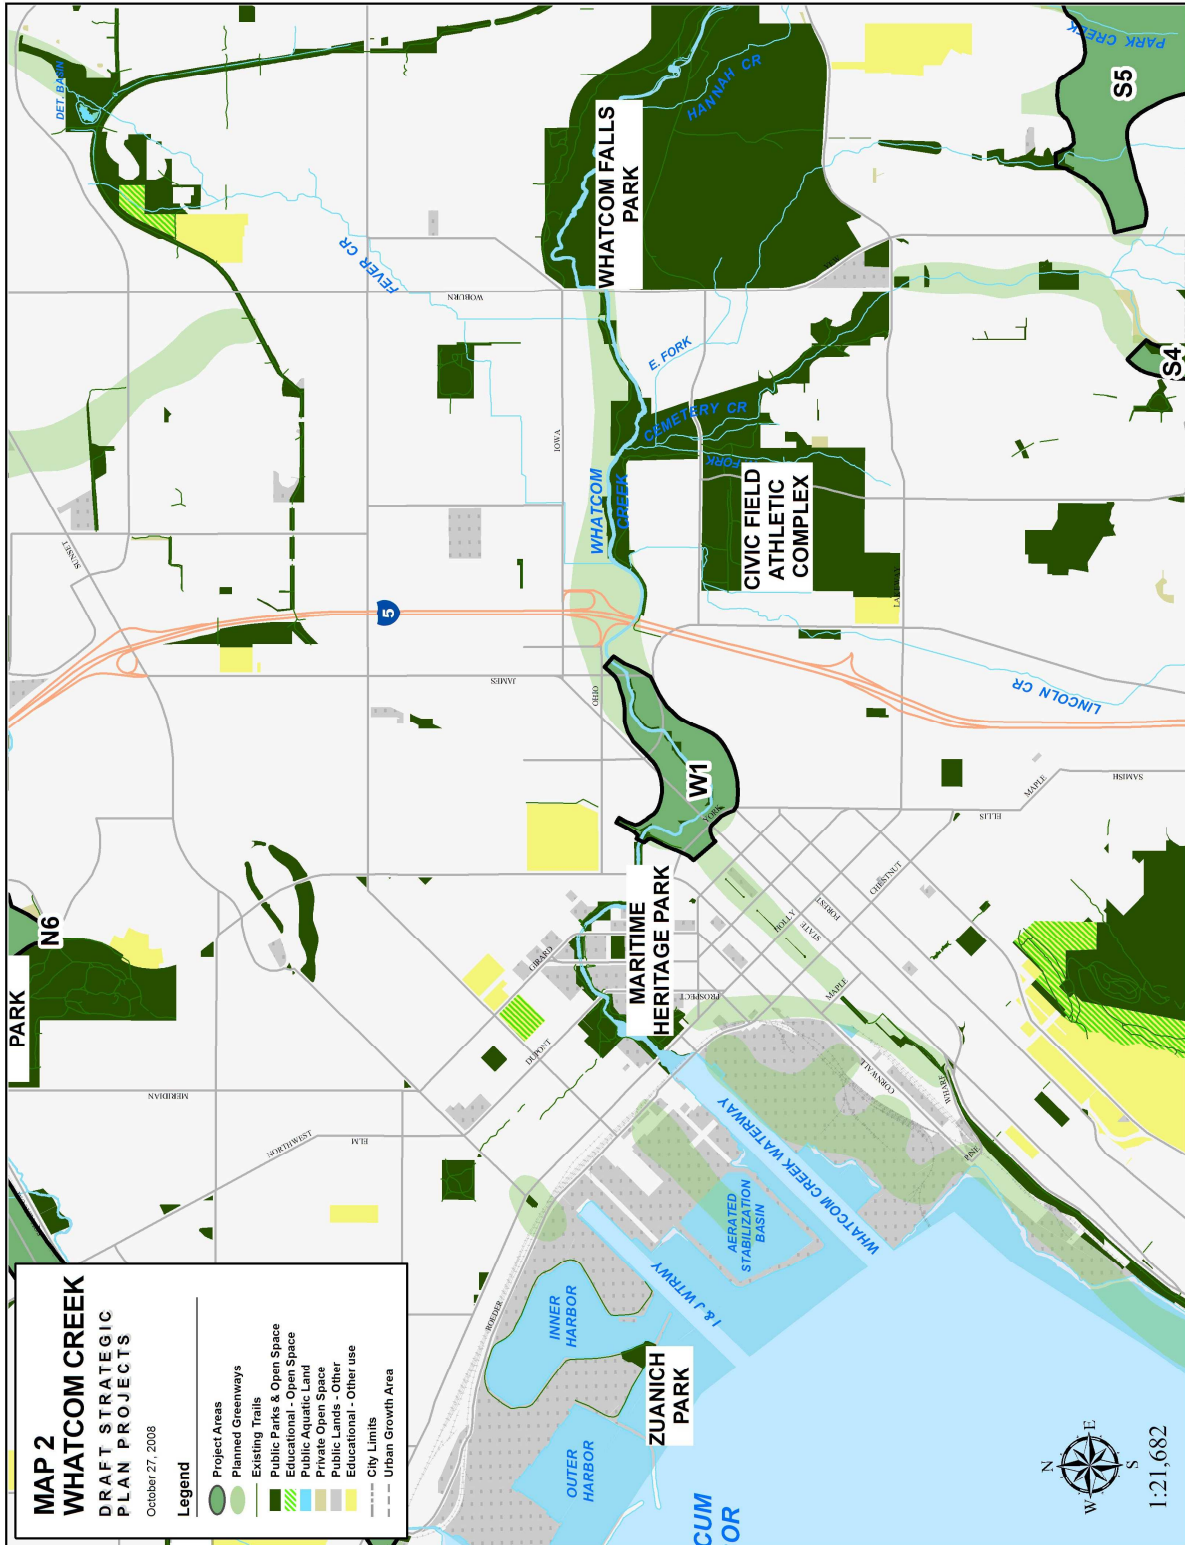 MAP 2
WHATCOM CREEK
DRAFT STRATEGIC
PLAN PROJECTS
October 27, 2008
Legend
Project Areas
Planned Greenways
Existing Trails
Public Parks & Open Space
Educational - Open Space
Public Aquatic Land
Private Open Space
Public Lands - Other
Educational - Other use
City Limits
Urban Growth Area
PARK
N6
DET. BASIN
FEVER CR
WOBURN
SUNSET
IOWA
5
JAMES
OHIO
WHATCOM FALLS
PARK
HANNAH CR
PARK CREEK
S5
S4
E. FORK
CEMETERY CR
FORK
WHATCOM
CREEK
CIVIC FIELD
ATHLETIC
COMPLEX
LAKEWAY
LINCOLN CR
W1
YORK
MAPLE
SAMISH
ELLIS
CHESTNUT
FOREST
STATE
HOLLY
MARITIME
HERITAGE PARK
GIRARD
PROSPECT
DUPONT
MERIDIAN
NORTHWEST
ELM
MAPLE
CORNWALL
WHARF
PINE
WHATCOM CREEK WATERWAY
AERATED
STABILIZATION
BASIN
I & J WTRWY
ROEDER
INNER
HARBOR
OUTER
HARBOR
ZUANICH
PARK
CUM
OR
N
W
E
S
1:21,682